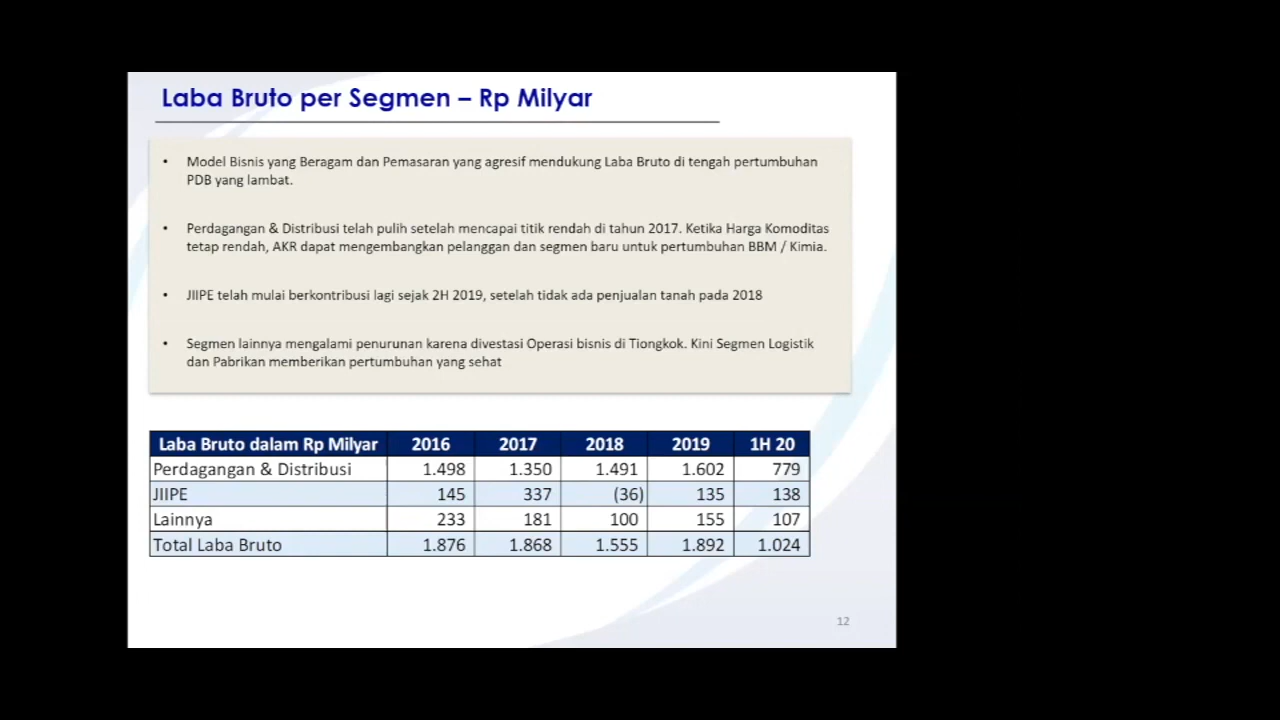 Laba Bruto per Segmen – Rp Milyar
• Model Bisnis yang Beragam dan Pemasaran yang agresif mendukung Laba Bruto di tengah pertumbuhan
PDB yang lambat.
• Perdagangan & Distribusi telah pulih setelah mencapai titik rendah di tahun 2017. Ketika Harga Komoditas
tetap rendah, AKR dapat mengembangkan pelanggan dan segmen baru untuk pertumbuhan BBM / Kimia.
• JIIPE telah mulai berkontribusi lagi sejak 2H 2019, setelah tidak ada penjualan tanah pada 2018
• Segmen lainnya mengalami penurunan karena divestasi Operasi bisnis di Tiongkok. Kini Segmen Logistik
dan Pabrikan memberikan pertumbuhan yang sehat
Laba Bruto dalam Rp Milyar 2016 2017 2018 2019 1H 20
Perdagangan & Distribusi 1.498 1.350 1.491 1.602 779
JIIPE 145 337 (36) 135 138
Lainnya 233 181 100 155 107
Total Laba Bruto 1.876 1.868 1.555 1.892 1.024
12